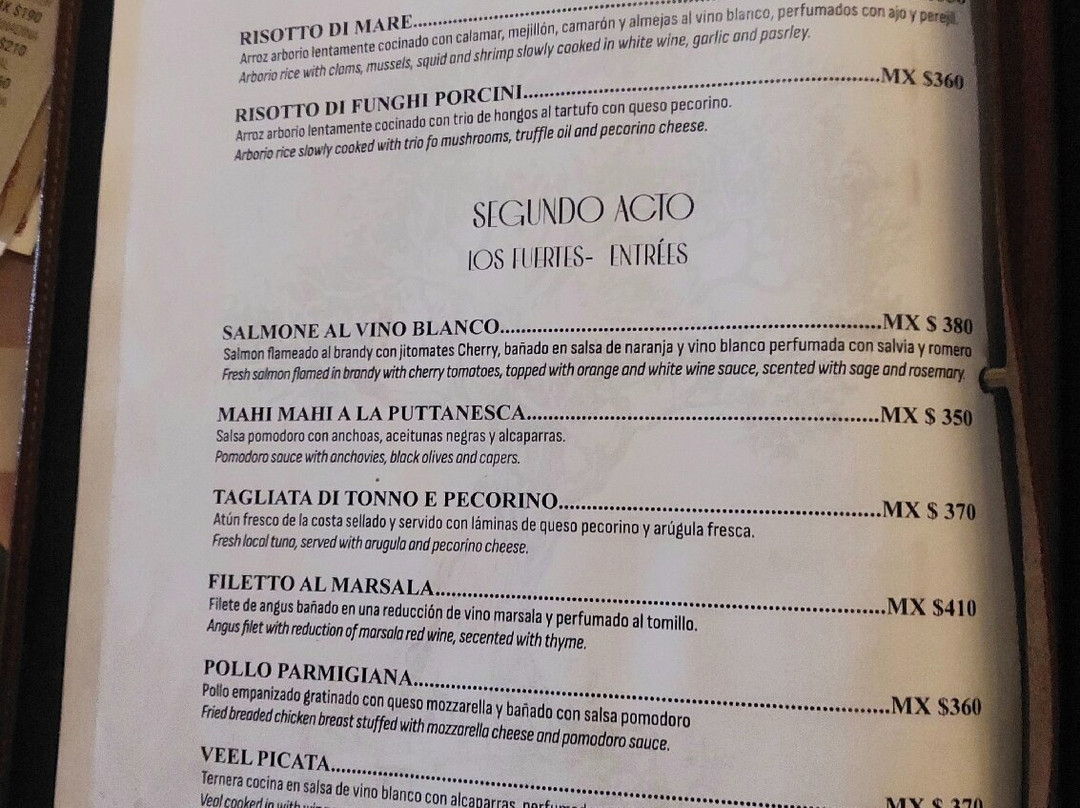 X $190
$210
RISOTTO DI MARE
Arroz arborio lentamente cocinado con calamar, mejillón, camarón y almejas al vino blanco, perfumados con ajo y perejil.
Arborio rice with clams, mussels, squid and shrimp slowly cooked in white wine, garlic and pasrley.
RISOTTO DI FUNGHI PORCINI MX $360
Arroz arborio lentamente cocinado con trio de hongos al tartufo con queso pecorino.
Arborio rice slowly cooked with trio fo mushrooms, truffle oil and pecorino cheese.
SEGUNDO ACTO
LOS FUERTES- ENTRÉES
SALMONE AL VINO BLANCO MX $ 380
Salmon flameado al brandy con jitomates Cherry, bañado en salsa de naranja y vino blanco perfumada con salvia y romero
Fresh salmon flamed in brandy with cherry tomatoes, topped with orange and white wine sauce, scented with sage and rosemary.
MAHI MAHI A LA PUTTANESCA MX $ 350
Salsa pomodoro con anchoas, aceitunas negras y alcaparras.
Pomodoro sauce with anchovies, black olives and capers.
TAGLIATA DI TONNO E PECORINO MX $ 370
Atún fresco de la costa sellado y servido con láminas de queso pecorino y arúgula fresca.
Fresh local tuna, served with arugula and pecorino cheese.
FILETTO AL MARSALA MX $410
Filete de angus bañado en una reducción de vino marsala y perfumado al tomillo.
Angus filet with reduction of marsala red wine, secented with thyme.
POLLO PARMIGIANA MX $360
Pollo empanizado gratinado con queso mozzarella y bañado con salsa pomodoro
Fried breaded chicken breast stuffed with mozzarella cheese and pomodoro sauce.
VEEL PICATA MX $ 370
Ternera cocina en salsa de vino blanco con alcaparras,
Veal cooked in with